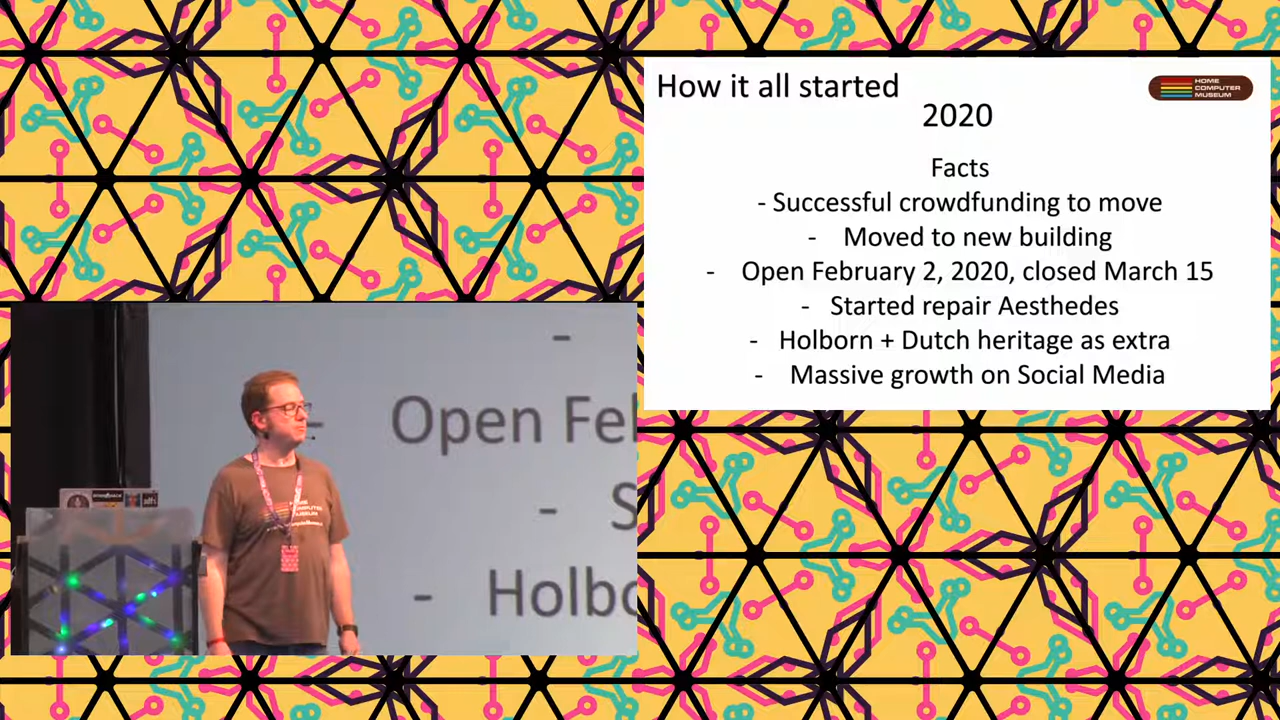 How it all started
HOME
COMPUTER
MUSEUM
2020
Facts
- Successful crowdfunding to move
- Moved to new building
- Open February 2, 2020, closed March 15
- Started repair Aesthedes
- Holborn + Dutch heritage as extra
- Massive growth on Social Media
-
- Open Fe
- S
- Holb
MUSEUM